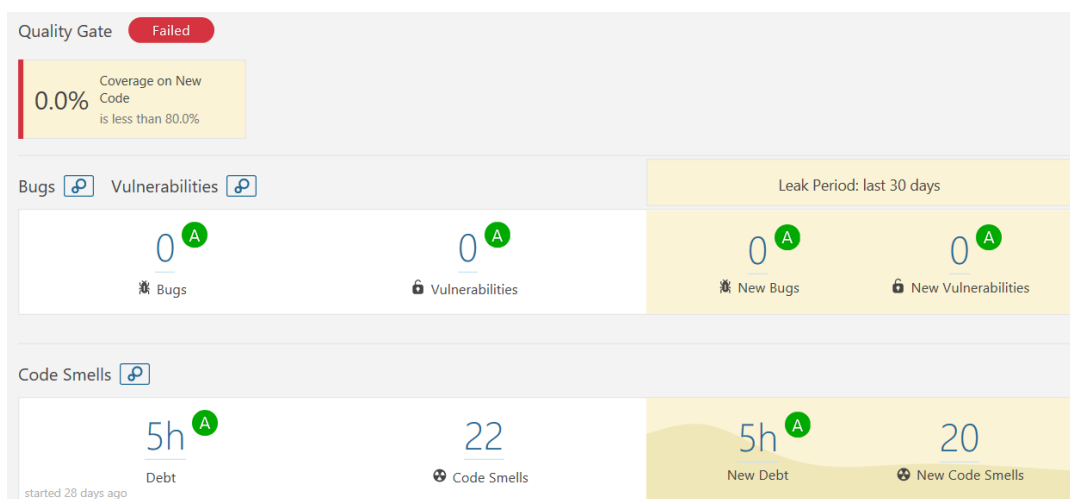 Quality Gate Failed
0.0% Coverage on New
Code
is less than 80.0%
Bugs Vulnerabilities Leak Period: last 30 days
0 A 0 A 0 A 0 A
Bugs Vulnerabilities New Bugs New Vulnerabilities
Code Smells
5h A 22 5h A 20
Debt Code Smells New Debt New Code Smells
started 28 days ago